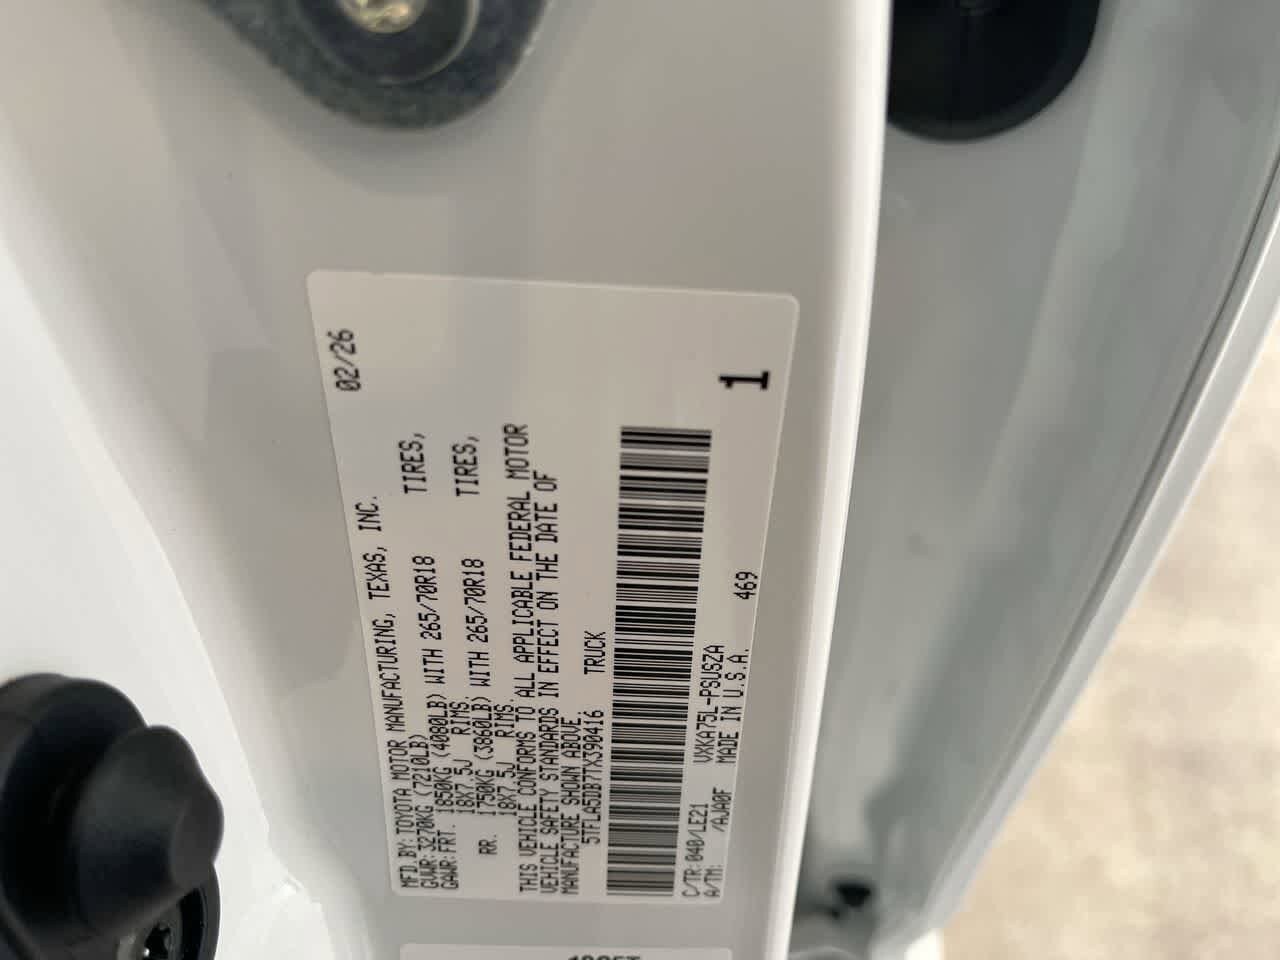 02/26
MFD. BY: TOYOTA MOTOR MANUFACTURING, TEXAS, INC.
GVWR: 3270KG (7210LB)
GAWR: FRT. 1850KG (4080LB) WITH 265/70R18 TIRES,
18X7.5J RIMS.
RR. 1750KG (3860LB) WITH 265/70R18 TIRES,
18X7.5J RIMS.
THIS VEHICLE CONFORMS TO ALL APPLICABLE FEDERAL MOTOR
VEHICLE SAFETY STANDARDS IN EFFECT ON THE DATE OF
MANUFACTURE SHOWN ABOVE.
5TFLA5DB7TX390416 TRUCK
C/TR: 040/LE21 VXKA75L-PSUSZA
A/TM: /AJA0F MADE IN U.S.A. 469
1